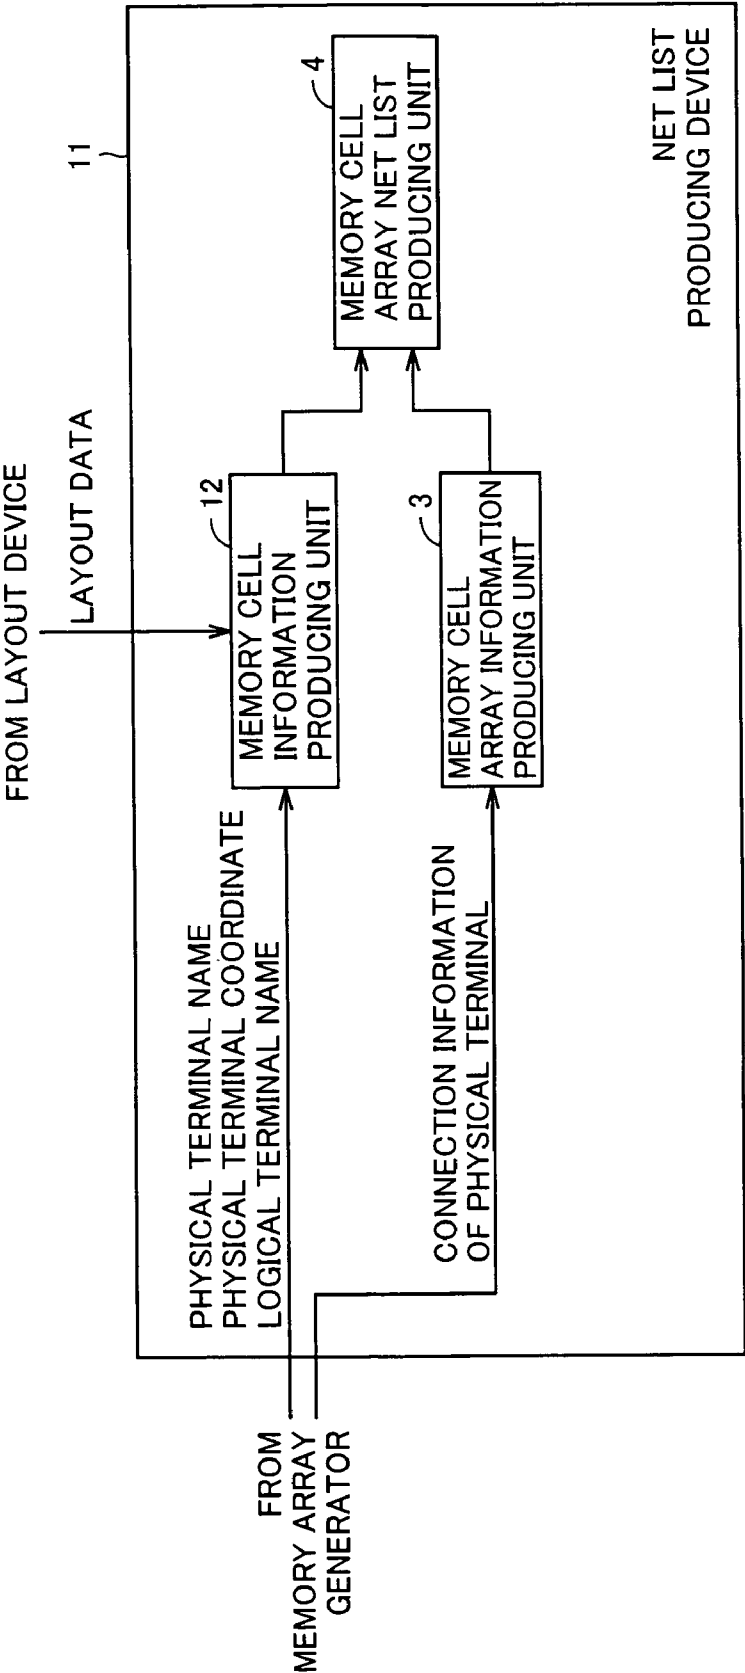 FROM LAYOUT DEVICE
LAYOUT DATA
11
PHYSICAL TERMINAL NAME
PHYSICAL TERMINAL COORDINATE
LOGICAL TERMINAL NAME
12
MEMORY CELL
INFORMATION
PRODUCING UNIT
4
MEMORY CELL
ARRAY NET LIST
PRODUCING UNIT
FROM
MEMORY ARRAY
GENERATOR
CONNECTION INFORMATION
OF PHYSICAL TERMINAL
3
MEMORY CELL
ARRAY INFORMATION
PRODUCING UNIT
NET LIST
PRODUCING DEVICE